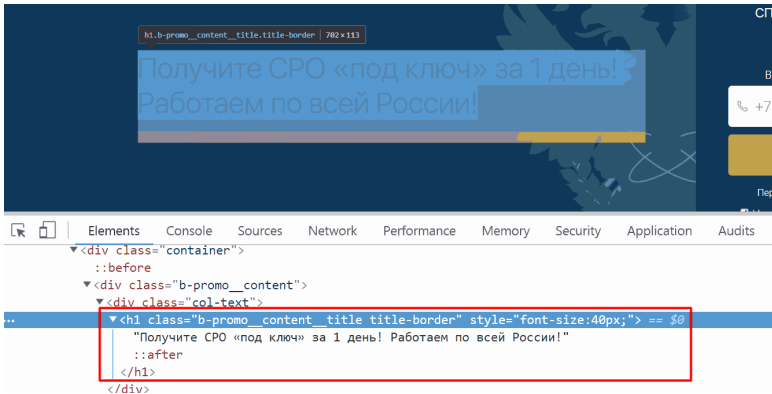 СП
h1.b-promo__content__title.title-border | 702×113
Получите СРО «под ключ» за 1 день!
Работаем по всей России!
В
+7
Пер
Elements Console Sources Network Performance Memory Security Application Audits
▼<div class="container">
::before
▼<div class="b-promo__content">
▼<div class="col-text">
… ▼<h1 class="b-promo__content__title title-border" style="font-size:40px;"> == $0
"Получите СРО «под ключ» за 1 день! Работаем по всей России!"
::after
</h1>
</div>